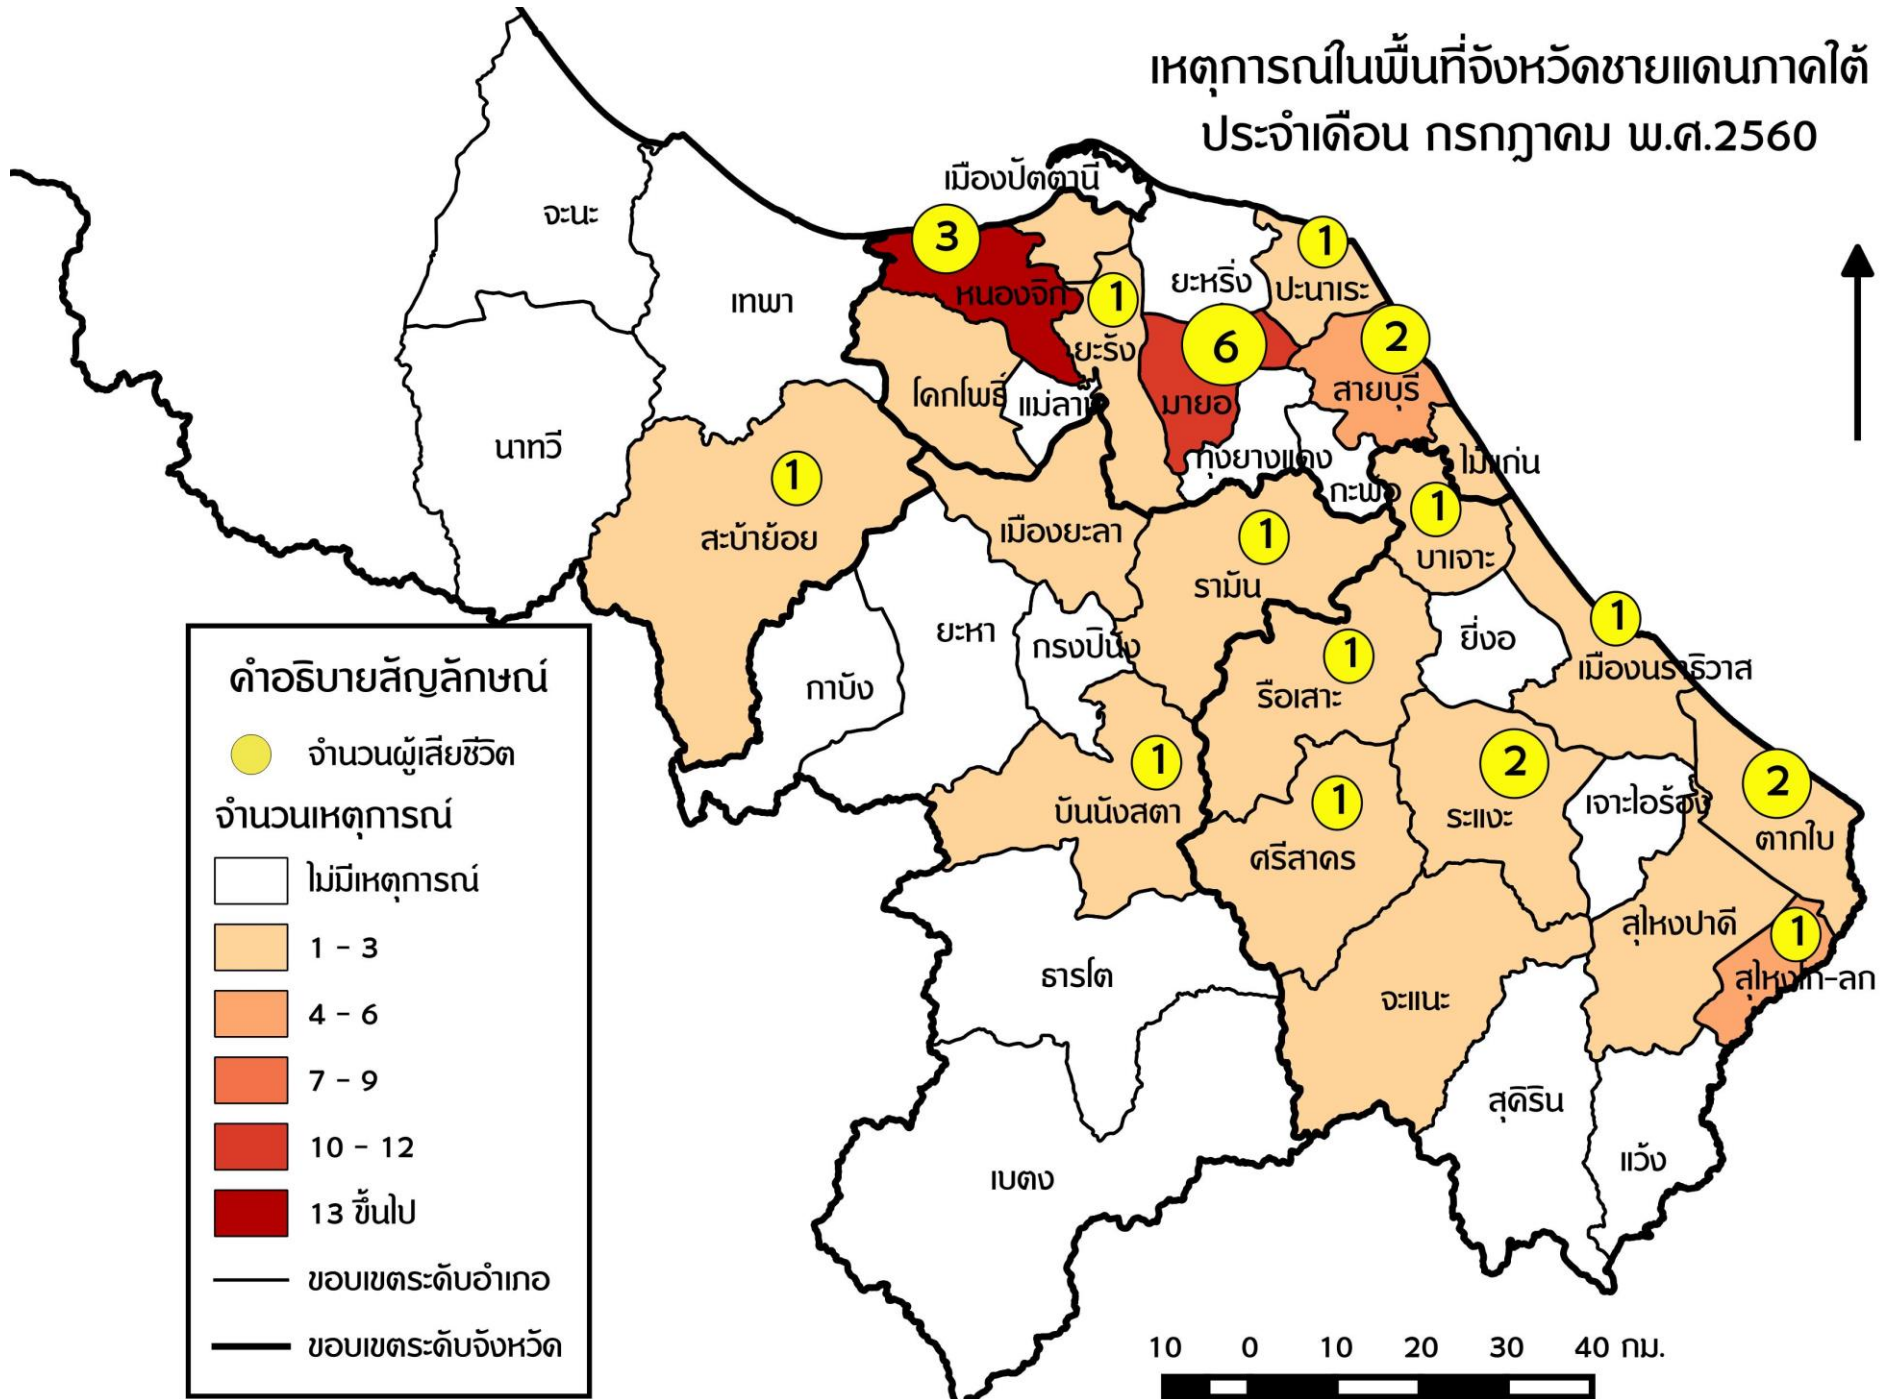 เหตุการณ์ในพื้นที่จังหวัดชายแดนภาคใต้
ประจำเดือน กรกฎาคม พ.ศ.2560
เมืองปัตตานี
จะนะ
3
1
ยะหริ่ง
ปะนาเระ
เทพา
หนองจิก
1
ยะรัง
6
2
โคกโพธิ์
แม่ลาน
มายอ
สายบุรี
นาทวี
ทุ่งยางแดง
ไม้แก่น
1
กะพ้อ
1
สะบ้าย้อย
เมืองยะลา
1
บาเจาะ
รามัน
ยะหา
กรงปินัง
1
ยี่งอ
1
เมืองนราธิวาส
กาบัง
รือเสาะ
1
บันนังสตา
1
2
ระแงะ
เจาะไอร้อง
2
ตากใบ
ศรีสาคร
สุไหงปาดี
1
สุไหงโก-ลก
ธารโต
จะแนะ
สุคิริน
แว้ง
เบตง
คำอธิบายสัญลักษณ์
จำนวนผู้เสียชีวิต
จำนวนเหตุการณ์
ไม่มีเหตุการณ์
1 - 3
4 - 6
7 - 9
10 - 12
13 ขึ้นไป
ขอบเขตระดับอำเภอ
ขอบเขตระดับจังหวัด
10 0 10 20 30 40 กม.